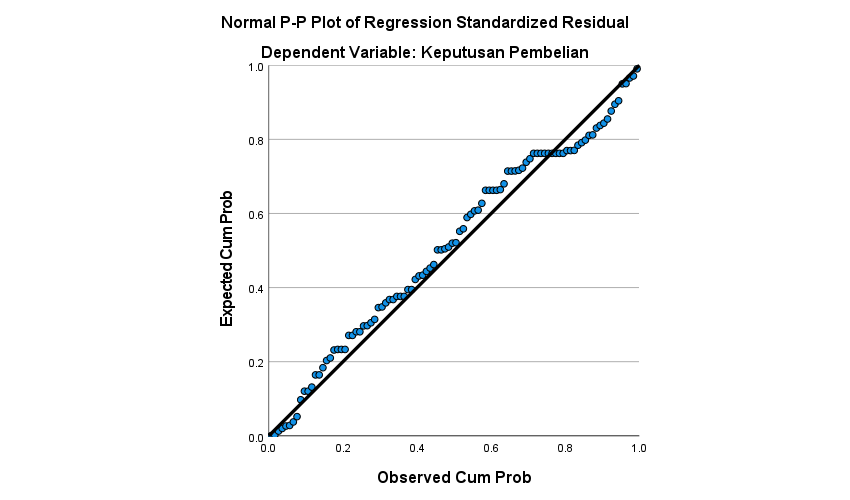 Normal P-P Plot of Regression Standardized Residual
Dependent Variable: Keputusan Pembelian
Expected Cum Prob
1.0
0.8
0.6
0.4
0.2
0.0
0.0 0.2 0.4 0.6 0.8 1.0
Observed Cum Prob